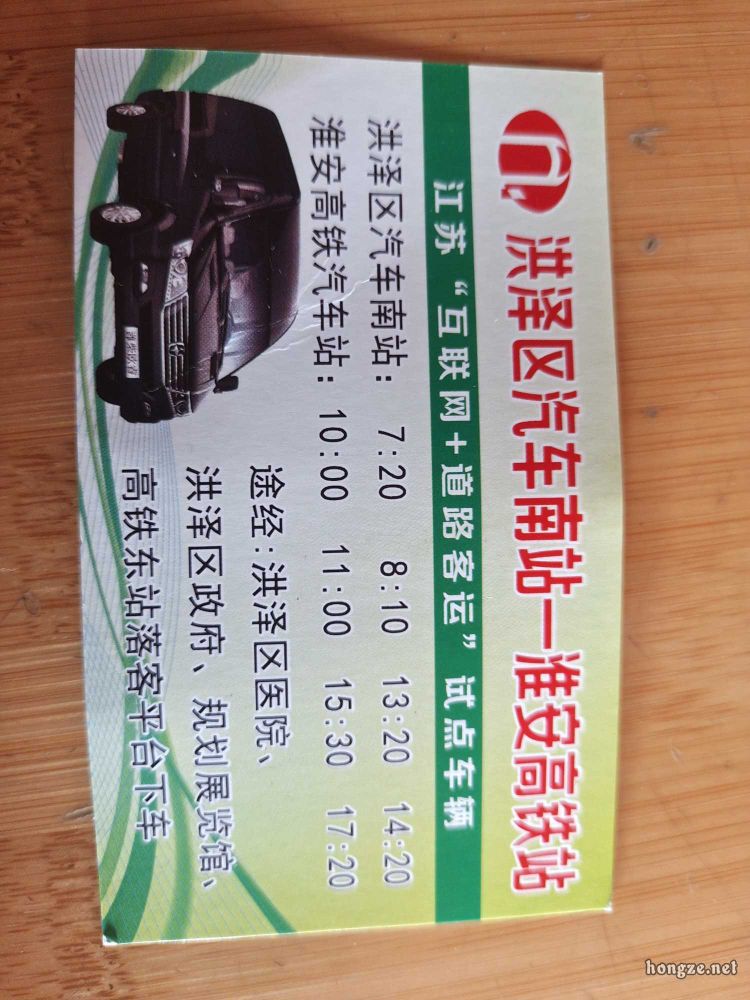 洪泽区汽车南站—淮安高铁站
江苏“互联网+道路客运”试点车辆
洪泽区汽车南站：7:20 8:10 13:20 14:20
淮安高铁汽车站：10:00 11:00 15:30 17:20
途经：洪泽区医院、
洪泽区政府、规划展览馆、
高铁东站落客平台下车
hongze.net